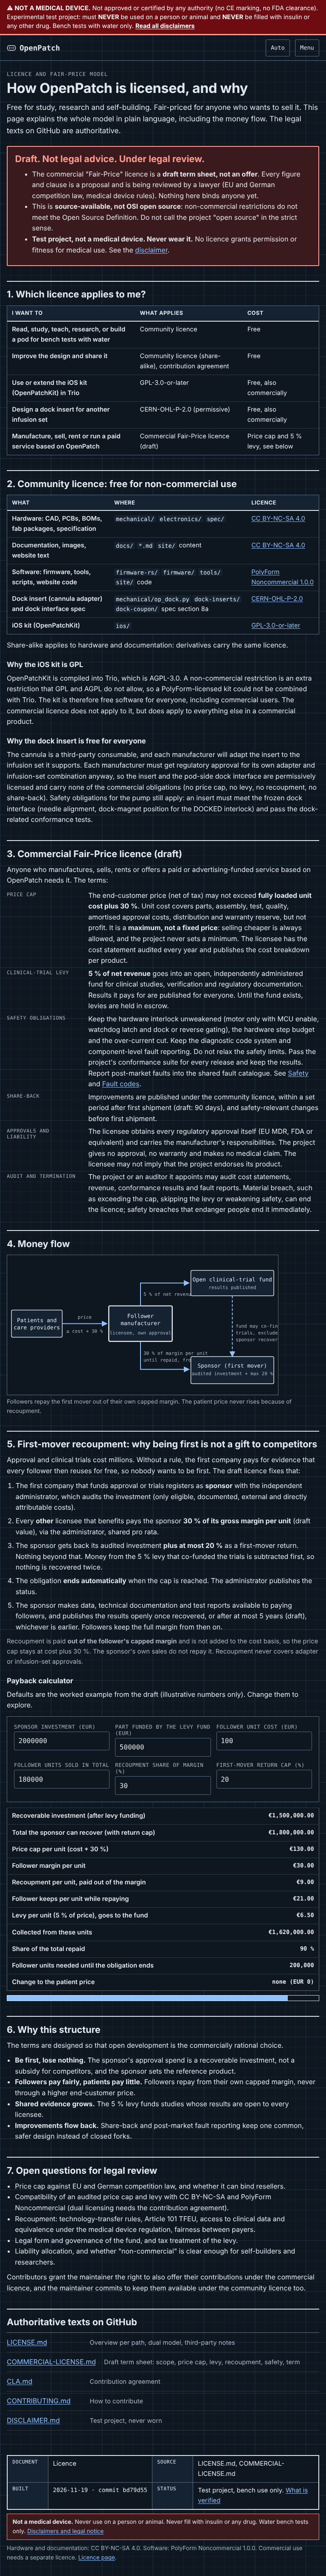 ⚠ NOT A MEDICAL DEVICE. Not approved or certified by any authority (no CE marking, no FDA clearance).
Experimental test project: must NEVER be used on a person or animal and NEVER be filled with insulin or
any other drug. Bench tests with water only. Read all disclaimers
OpenPatch
Auto
Menu
LICENCE AND FAIR-PRICE MODEL
How OpenPatch is licensed, and why
Free for study, research and self-building. Fair-priced for anyone who wants to sell it. This
page explains the whole model in plain language, including the money flow. The legal
texts on GitHub are authoritative.
Draft. Not legal advice. Under legal review.
• The commercial "Fair-Price" licence is a draft term sheet, not an offer. Every figure
and clause is a proposal and is being reviewed by a lawyer (EU and German
competition law, medical device rules). Nothing here binds anyone yet.
• This is source-available, not OSI open source: non-commercial restrictions do not
meet the Open Source Definition. Do not call the project "open source" in the strict
sense.
• Test project, not a medical device. Never wear it. No licence grants permission or
fitness for medical use. See the disclaimer.
1. Which licence applies to me?
I WANT TO WHAT APPLIES COST
Read, study, teach, research, or build Community licence Free
a pod for bench tests with water
Improve the design and share it Community licence (share- Free
alike), contribution agreement
Use or extend the iOS kit GPL-3.0-or-later Free, also
(OpenPatchKit) in Trio commercially
Design a dock insert for another CERN-OHL-P-2.0 (permissive) Free, also
infusion set commercially
Manufacture, sell, rent or run a paid Commercial Fair-Price licence Price cap and 5 %
service based on OpenPatch (draft) levy, see below
2. Community licence: free for non-commercial use
WHAT WHERE LICENCE
Hardware: CAD, PCBs, BOMs, mechanical/ electronics/ spec/ CC BY-NC-SA 4.0
fab packages, specification
Documentation, images, docs/ *.md site/ content CC BY-NC-SA 4.0
website text
Software: firmware, tools, firmware-rs/ firmware/ tools/ PolyForm
scripts, website code site/ code Noncommercial 1.0.0
Dock insert (cannula adapter) mechanical/op_dock.py dock-inserts/ CERN-OHL-P-2.0
and dock interface spec dock-coupon/ spec section 8a
iOS kit (OpenPatchKit) ios/ GPL-3.0-or-later
Share-alike applies to hardware and documentation: derivatives carry the same licence.
Why the iOS kit is GPL
OpenPatchKit is compiled into Trio, which is AGPL-3.0. A non-commercial restriction is an extra
restriction that GPL and AGPL do not allow, so a PolyForm-licensed kit could not be combined
with Trio. The kit is therefore free software for everyone, including commercial users. The
commercial licence does not apply to it, but does apply to everything else in a commercial
product.
Why the dock insert is free for everyone
The cannula is a third-party consumable, and each manufacturer will adapt the insert to the
infusion set it supports. Each manufacturer must get regulatory approval for its own adapter and
infusion-set combination anyway, so the insert and the pod-side dock interface are permissively
licensed and carry none of the commercial obligations (no price cap, no levy, no recoupment, no
share-back). Safety obligations for the pump still apply: an insert must meet the frozen dock
interface (needle alignment, dock-magnet position for the DOCKED interlock) and pass the dock-
related conformance tests.
3. Commercial Fair-Price licence (draft)
Anyone who manufactures, sells, rents or offers a paid or advertising-funded service based on
OpenPatch needs it. The terms:
PRICE CAP The end-customer price (net of tax) may not exceed fully loaded unit
cost plus 30 %. Unit cost covers parts, assembly, test, quality,
amortised approval costs, distribution and warranty reserve, but not
profit. It is a maximum, not a fixed price: selling cheaper is always
allowed, and the project never sets a minimum. The licensee has the
cost statement audited every year and publishes the cost breakdown
per product.
CLINICAL-TRIAL LEVY 5 % of net revenue goes into an open, independently administered
fund for clinical studies, verification and regulatory documentation.
Results it pays for are published for everyone. Until the fund exists,
levies are held in escrow.
SAFETY OBLIGATIONS Keep the hardware interlock unweakened (motor only with MCU enable,
watchdog latch and dock or service gating), the hardware step budget
and the over-current cut. Keep the diagnostic code system and
component-level fault reporting. Do not relax the safety limits. Pass the
project's conformance suite for every release and keep the results.
Report post-market faults into the shared fault catalogue. See Safety
and Fault codes.
SHARE-BACK Improvements are published under the community licence, within a set
period after first shipment (draft: 90 days), and safety-relevant changes
before first shipment.
APPROVALS AND LIABILITY The licensee obtains every regulatory approval itself (EU MDR, FDA or
equivalent) and carries the manufacturer's responsibilities. The project
gives no approval, no warranty and makes no medical claim. The
licensee may not imply that the project endorses its product.
AUDIT AND TERMINATION The project or an auditor it appoints may audit cost statements,
revenue, conformance results and fault reports. Material breach, such
as exceeding the cap, skipping the levy or weakening safety, can end
the licence; safety breaches that endanger people end it immediately.
4. Money flow
Open clinical-trial fund
results published
5 % of net revenu
Patients and
care providers
price
≤ cost + 30 %
Follower
manufacturer
licensee, own approval
fund may co-fin
trials, exclude
sponsor recover
30 % of margin per unit
until repaid, fro
Sponsor (first mover)
audited investment + max 20 %
Followers repay the first mover out of their own capped margin. The patient price never rises because of
recoupment.
5. First-mover recoupment: why being first is not a gift to competitors
Approval and clinical trials cost millions. Without a rule, the first company pays for evidence that
every follower then reuses for free, so nobody wants to be first. The draft licence fixes that:
1. The first company that funds approval or trials registers as sponsor with the independent
administrator, which audits the investment (only eligible, documented, external and directly
attributable costs).
2. Every other licensee that benefits pays the sponsor 30 % of its gross margin per unit (draft
value), via the administrator, shared pro rata.
3. The sponsor gets back its audited investment plus at most 20 % as a first-mover return.
Nothing beyond that. Money from the 5 % levy that co-funded the trials is subtracted first, so
nothing is recovered twice.
4. The obligation ends automatically when the cap is reached. The administrator publishes the
status.
5. The sponsor makes data, technical documentation and test reports available to paying
followers, and publishes the results openly once recovered, or after at most 5 years (draft),
whichever is earlier. Followers keep the full margin from then on.
Recoupment is paid out of the follower's capped margin and is not added to the cost basis, so the price
cap stays at cost plus 30 %. The sponsor's own sales do not repay it. Recoupment never covers adapter
or infusion-set approvals.
Payback calculator
Defaults are the worked example from the draft (illustrative numbers only). Change them to
explore.
SPONSOR INVESTMENT (EUR)
2000000
PART FUNDED BY THE LEVY FUND (EUR)
500000
FOLLOWER UNIT COST (EUR)
100
FOLLOWER UNITS SOLD IN TOTAL
180000
RECOUPMENT SHARE OF MARGIN (%)
30
FIRST-MOVER RETURN CAP (%)
20
Recoverable investment (after levy funding) €1,500,000.00
Total the sponsor can recover (with return cap) €1,800,000.00
Price cap per unit (cost + 30 %) €130.00
Follower margin per unit €30.00
Recoupment per unit, paid out of the margin €9.00
Follower keeps per unit while repaying €21.00
Levy per unit (5 % of price), goes to the fund €6.50
Collected from these units €1,620,000.00
Share of the total repaid 90 %
Follower units needed until the obligation ends 200,000
Change to the patient price none (EUR 0)
6. Why this structure
The terms are designed so that open development is the commercially rational choice.
• Be first, lose nothing. The sponsor's approval spend is a recoverable investment, not a
subsidy for competitors, and the sponsor sets the reference product.
• Followers pay fairly, patients pay little. Followers repay from their own capped margin, never
through a higher end-customer price.
• Shared evidence grows. The 5 % levy funds studies whose results are open to every
licensee.
• Improvements flow back. Share-back and post-market fault reporting keep one common,
safer design instead of closed forks.
7. Open questions for legal review
• Price cap against EU and German competition law, and whether it can bind resellers.
• Compatibility of an audited price cap and levy with CC BY-NC-SA and PolyForm
Noncommercial (dual licensing needs the contribution agreement).
• Recoupment: technology-transfer rules, Article 101 TFEU, access to clinical data and
equivalence under the medical device regulation, fairness between payers.
• Legal form and governance of the fund, and tax treatment of the levy.
• Liability allocation, and whether "non-commercial" is clear enough for self-builders and
researchers.
Contributors grant the maintainer the right to also offer their contributions under the commercial
licence, and the maintainer commits to keep them available under the community licence too.
Authoritative texts on GitHub
LICENSE.md Overview per path, dual model, third-party notes
COMMERCIAL-LICENSE.md Draft term sheet: scope, price cap, levy, recoupment, safety, term
CLA.md Contribution agreement
CONTRIBUTING.md How to contribute
DISCLAIMER.md Test project, never worn
DOCUMENT Licence SOURCE LICENSE.md, COMMERCIAL-
LICENSE.md
BUILT 2026-11-19 · commit bd79d55 STATUS Test project, bench use only. What is
verified
Not a medical device. Never use on a person or animal. Never fill with insulin or any drug. Water bench tests
only. Disclaimers and legal notice
Hardware and documentation: CC BY-NC-SA 4.0. Software: PolyForm Noncommercial 1.0.0. Commercial use
needs a separate licence. Licence page.